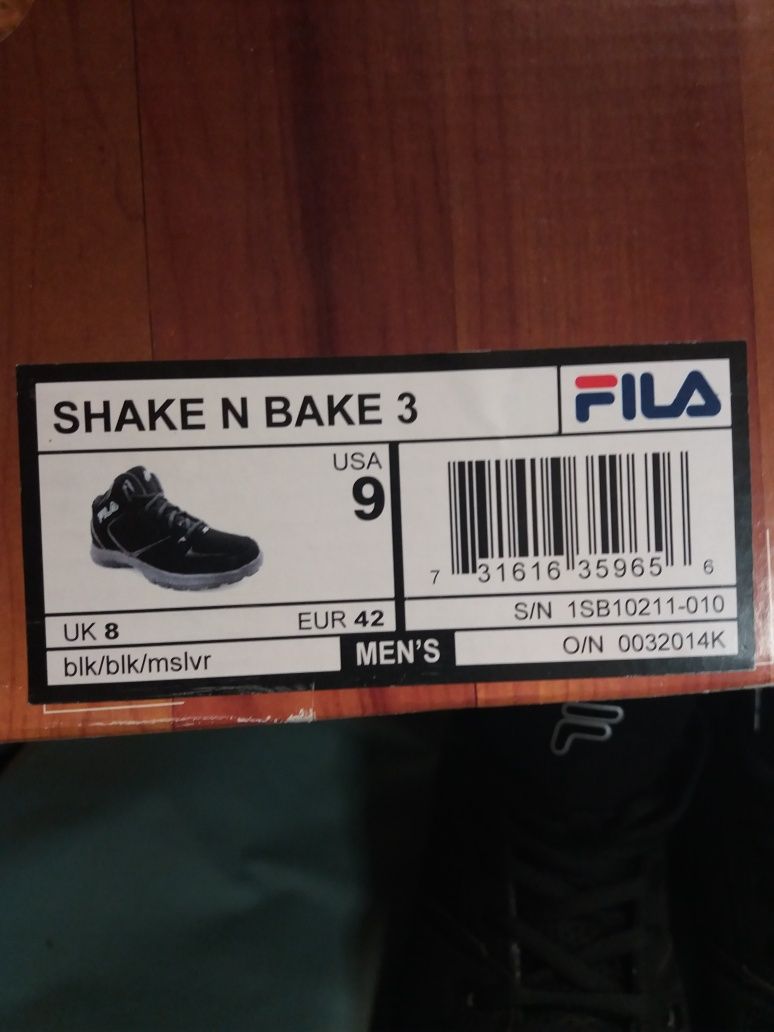 SHAKE N BAKE 3
FILA
FILA
USA
9
UK 8
EUR 42
blk/blk/mslvr
MEN'S
7 31616 35965 6
S/N 1SB10211-010
O/N 0032014K